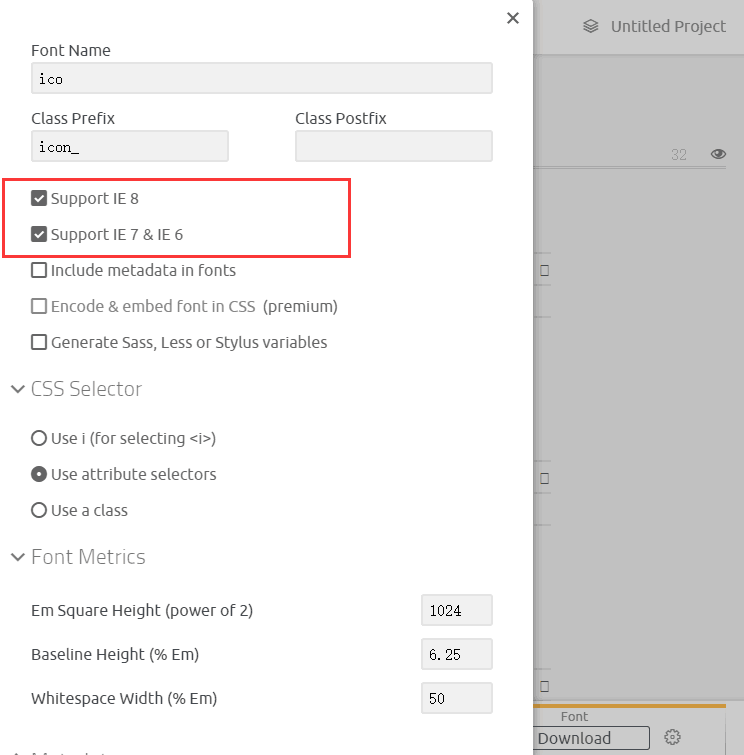 Untitled Project
Font Name
ico
Class Prefix
Class Postfix
icon_
32
Support IE 8
Support IE 7 & IE 6
Include metadata in fonts
Encode & embed font in CSS (premium)
Generate Sass, Less or Stylus variables
CSS Selector
Use i (for selecting <i>)
Use attribute selectors
Use a class
Font Metrics
Em Square Height (power of 2)
1024
Baseline Height (% Em)
6.25
Whitespace Width (% Em)
50
Font
Download